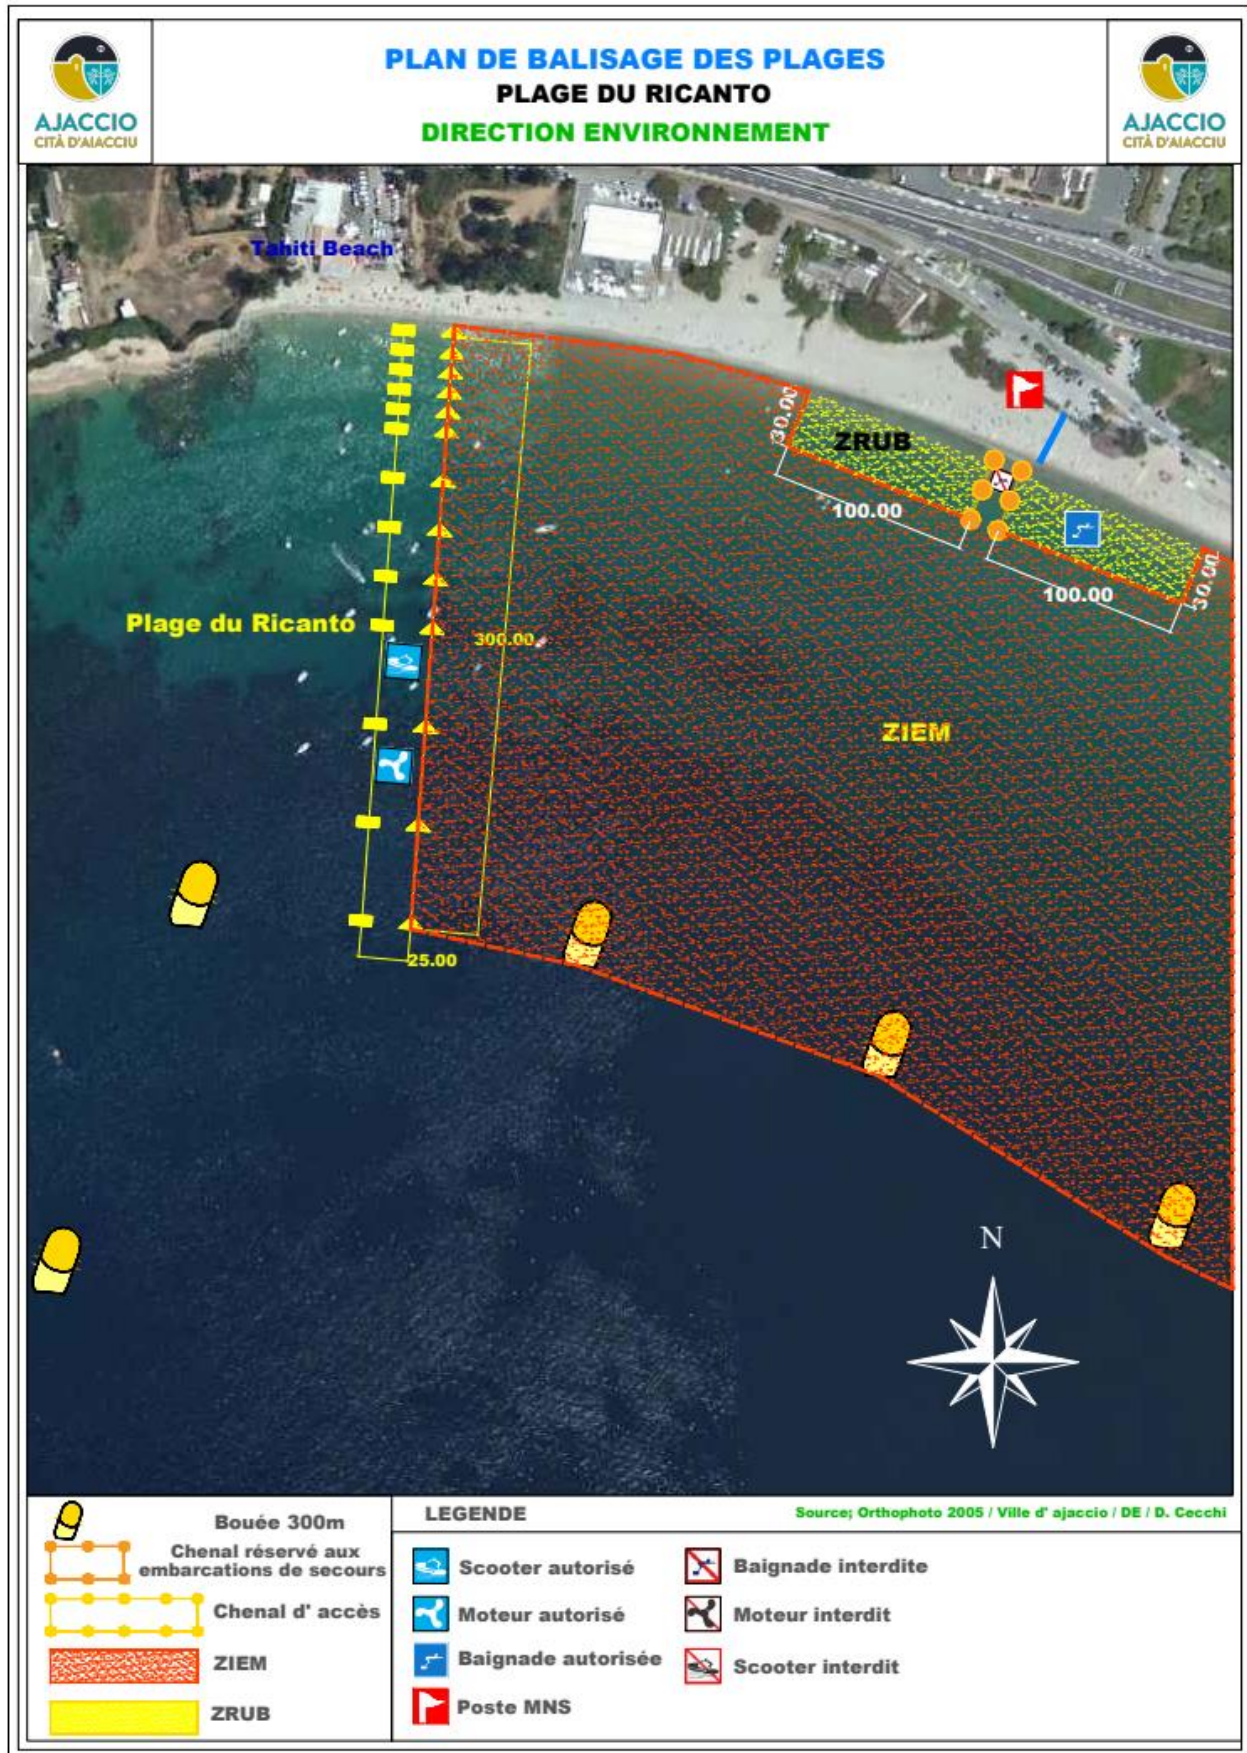 PLAN DE BALISAGE DES PLAGES
PLAGE DU RICANTO
DIRECTION ENVIRONNEMENT
AJACCIO
CITÀ D'AIACCIU
AJACCIO
CITÀ D'AIACCIU
Tahiti Beach
30.00
ZRUB
100.00
100.00
30.00
Plage du Ricanto
300.00
ZIEM
25.00
N
Bouée 300m
Chenal réservé aux
embarcations de secours
Chenal d' accès
ZIEM
ZRUB
LEGENDE
Source; Orthophoto 2005 / Ville d' ajaccio / DE / D. Cecchi
Scooter autorisé
Baignade interdite
Moteur autorisé
Moteur interdit
Baignade autorisée
Scooter interdit
Poste MNS